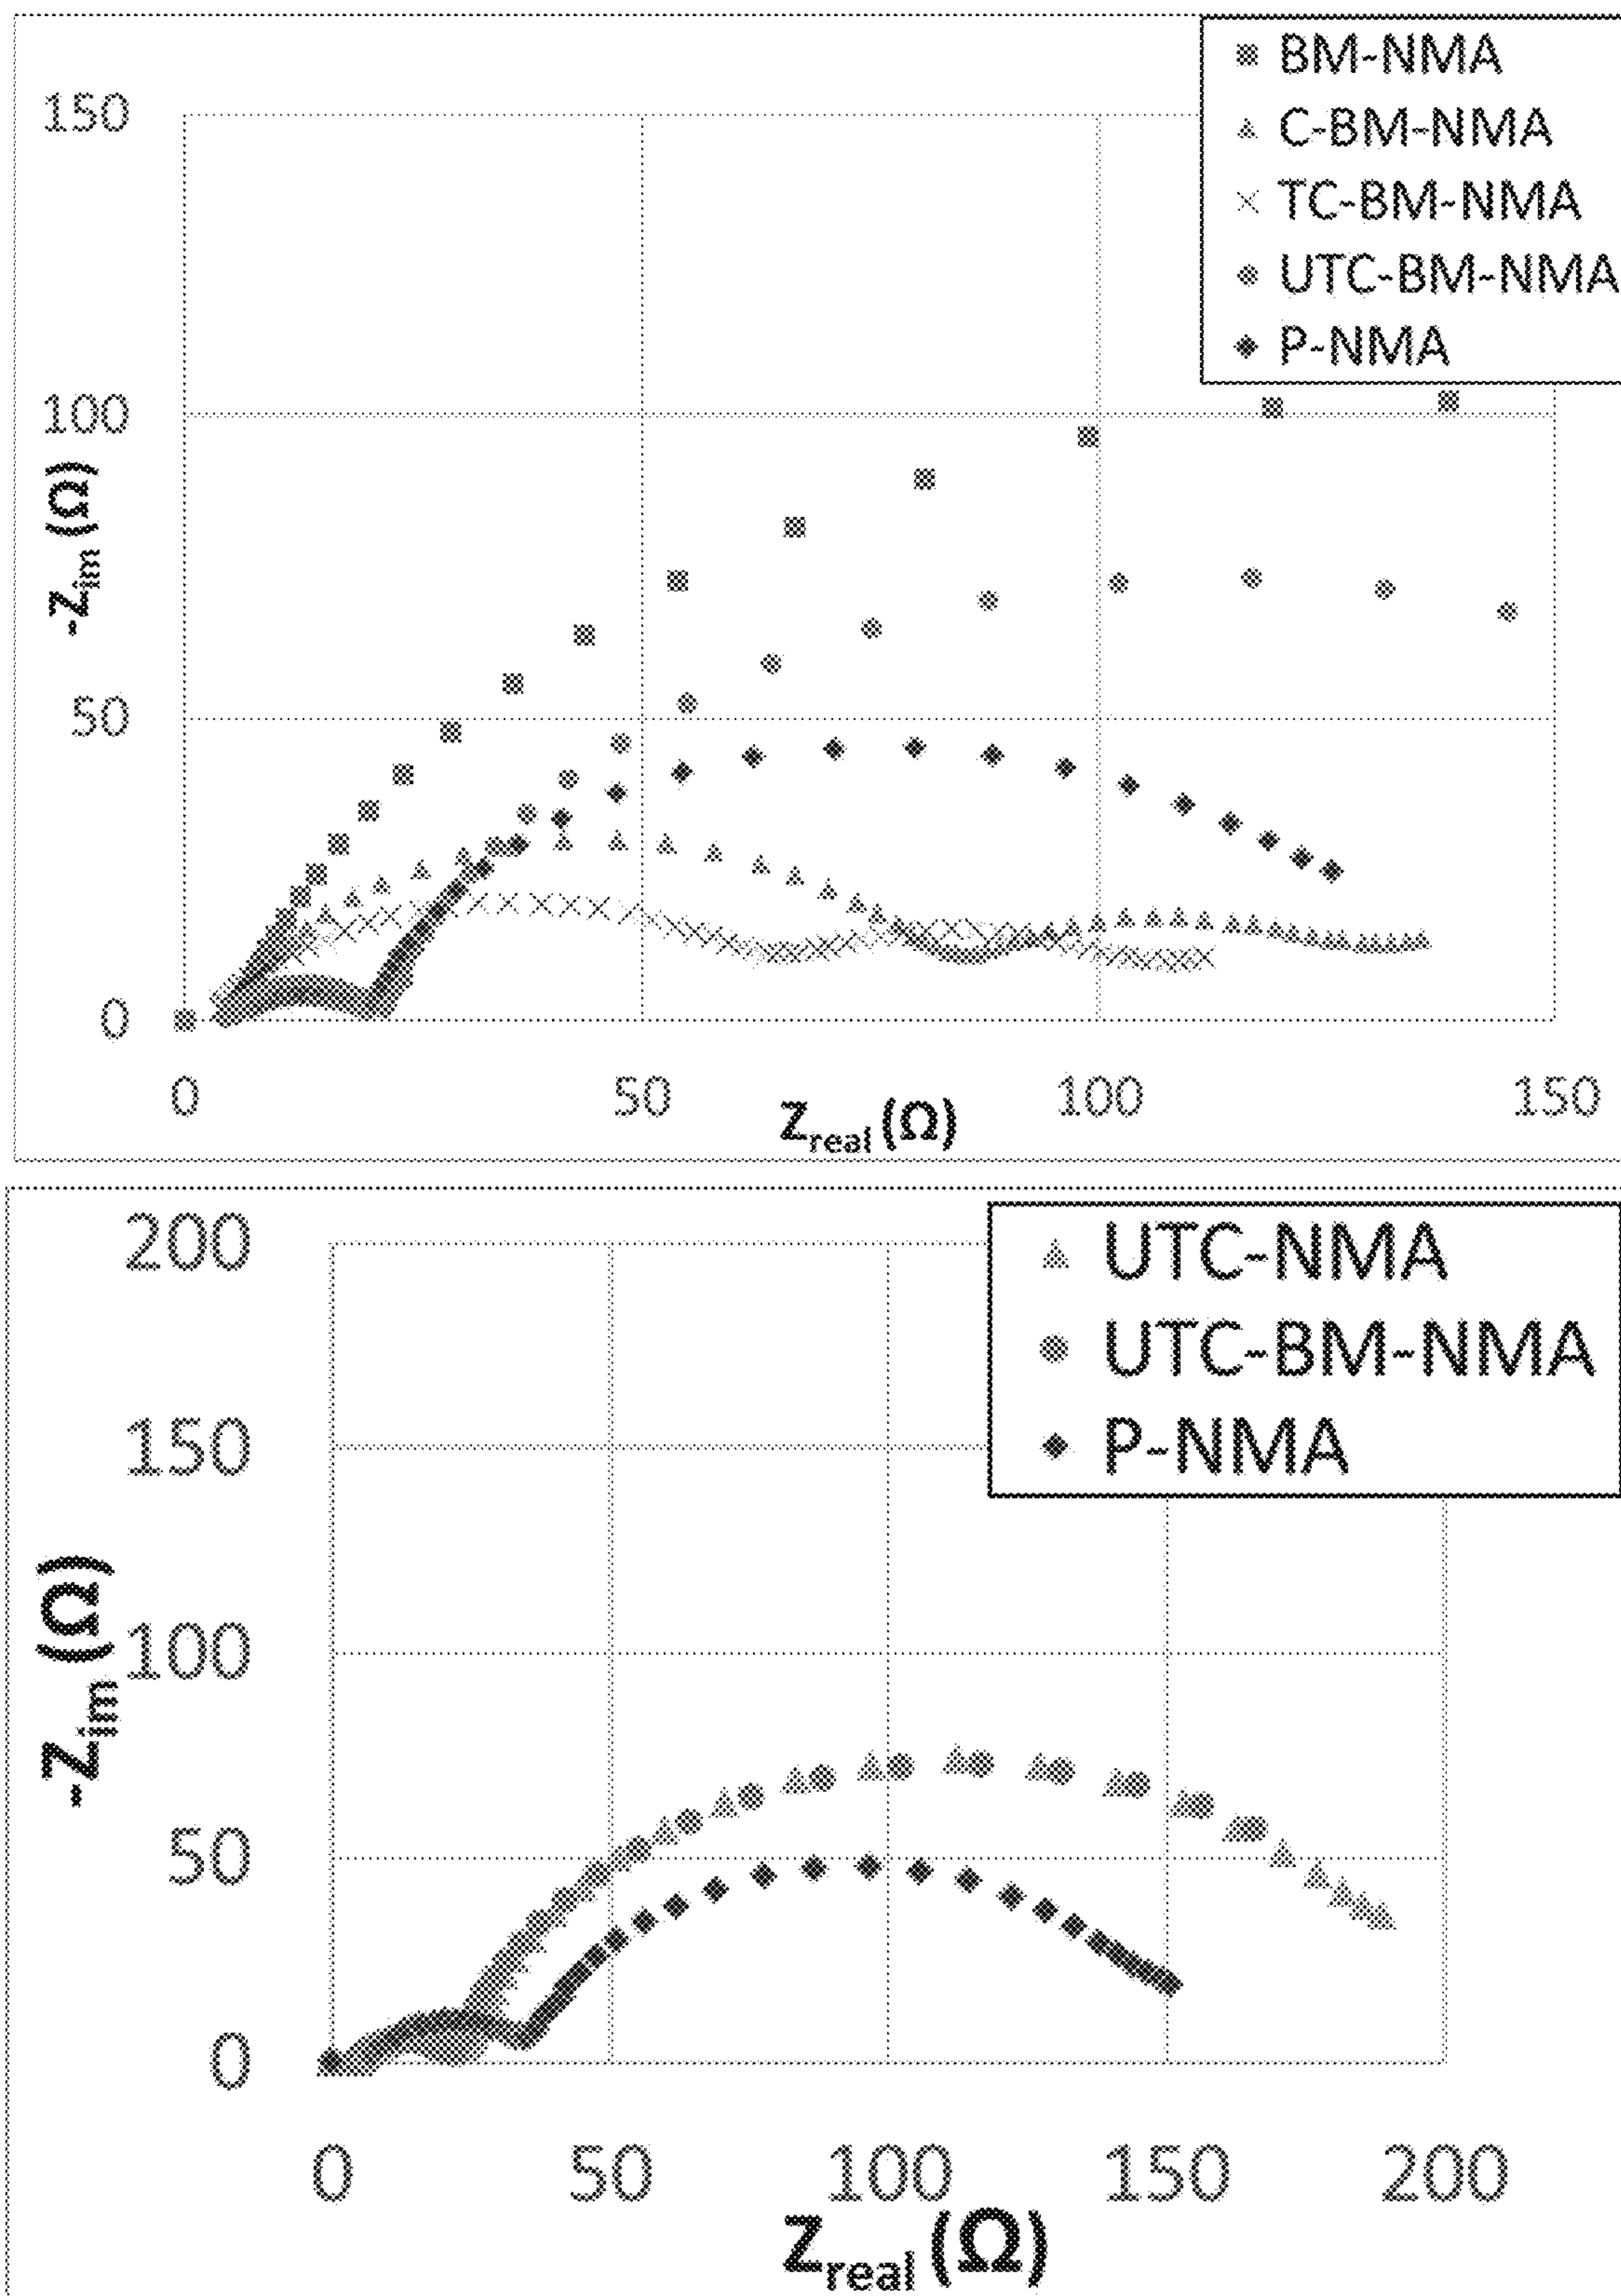 BM-NMA
C-BM-NMA
TC-BM-NMA
UTC-BM-NMA
P-NMA
150
100
50
0
-Zim (Ω)
0 50 100 150
Zreal (Ω)
UTC-NMA
UTC-BM-NMA
P-NMA
200
150
100
50
0
-Zim (Ω)
0 50 100 150 200
Zreal (Ω)